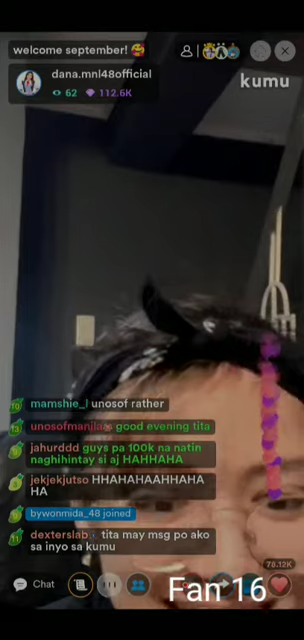 welcome september! 🥰
dana.mnl48official
62 112.6K
kumu
mamshie_i unosof rather
unosofmanila good evening tita
jahurddd guys pa 100k na natin
naghihintay si aj HAHHAHA
jekjekjutso HHAHAHAAHHAHA
HA
bywonmida_48 joined
dexterslab tita may msg po ako
sa inyo sa kumu
78.12K
Chat
Fan 16